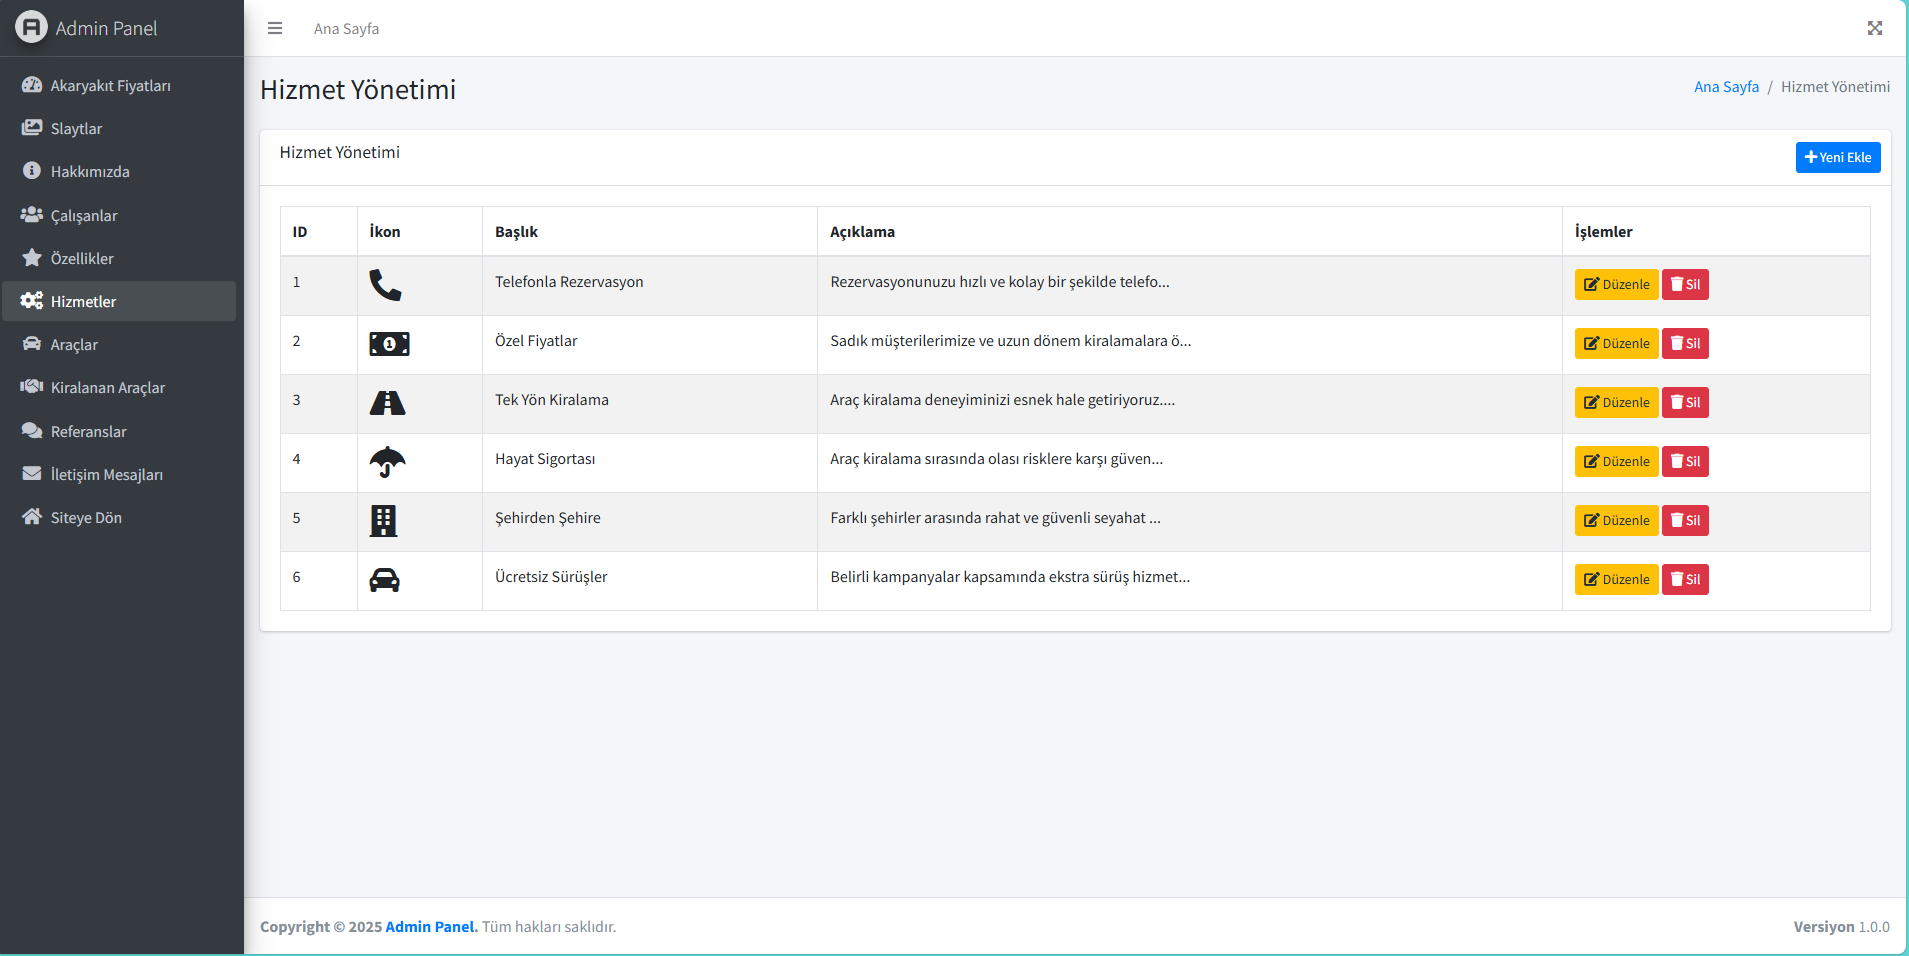 Admin Panel
Ana Sayfa
Akaryakıt Fiyatları
Slaytlar
Hakkımızda
Çalışanlar
Özellikler
Hizmetler
Araçlar
Kiralanan Araçlar
Referanslar
İletişim Mesajları
Siteye Dön
Hizmet Yönetimi
Ana Sayfa / Hizmet Yönetimi
Hizmet Yönetimi
Yeni Ekle
ID İkon Başlık Açıklama İşlemler
1 Telefonla Rezervasyon Rezervasyonunuzu hızlı ve kolay bir şekilde telefo... Düzenle Sil
2 Özel Fiyatlar Sadık müşterilerimize ve uzun dönem kiralamalara ö... Düzenle Sil
3 Tek Yön Kiralama Araç kiralama deneyiminizi esnek hale getiriyoruz.... Düzenle Sil
4 Hayat Sigortası Araç kiralama sırasında olası risklere karşı güven... Düzenle Sil
5 Şehirden Şehire Farklı şehirler arasında rahat ve güvenli seyahat ... Düzenle Sil
6 Ücretsiz Sürüşler Belirli kampanyalar kapsamında ekstra sürüş hizmet... Düzenle Sil
Copyright © 2025 Admin Panel. Tüm hakları saklıdır.
Versiyon 1.0.0